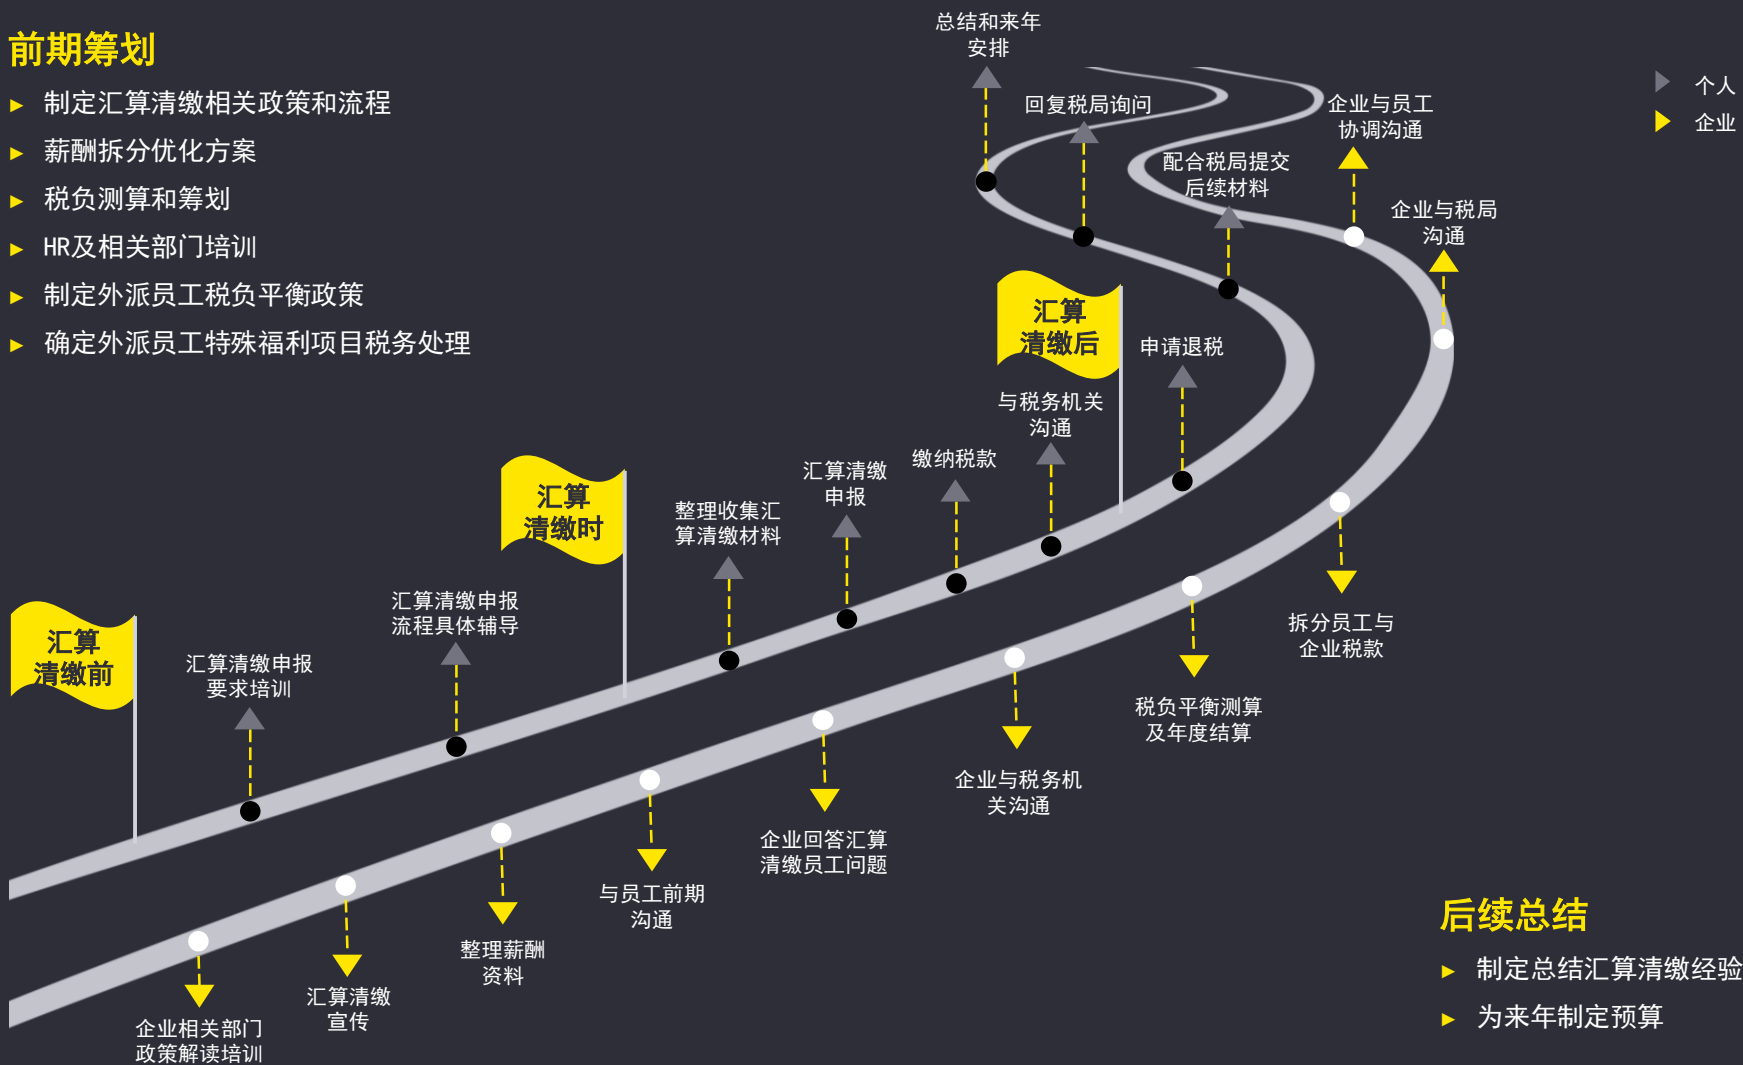 前期筹划
制定汇算清缴相关政策和流程
薪酬拆分优化方案
税负测算和筹划
HR及相关部门培训
制定外派员工税负平衡政策
确定外派员工特殊福利项目税务处理
个人
企业
汇算
清缴前
汇算清缴申报
要求培训
汇算清缴申报
流程具体辅导
汇算
清缴时
整理收集汇
算清缴材料
汇算清缴
申报
缴纳税款
与税务机关
沟通
汇算
清缴后
申请退税
配合税局提交
后续材料
回复税局询问
总结和来年
安排
企业相关部门
政策解读培训
汇算清缴
宣传
整理薪酬
资料
与员工前期
沟通
企业回答汇算
清缴员工问题
企业与税务机
关沟通
税负平衡测算
及年度结算
拆分员工与
企业税款
企业与税局
沟通
企业与员工
协调沟通
后续总结
制定总结汇算清缴经验
为来年制定预算